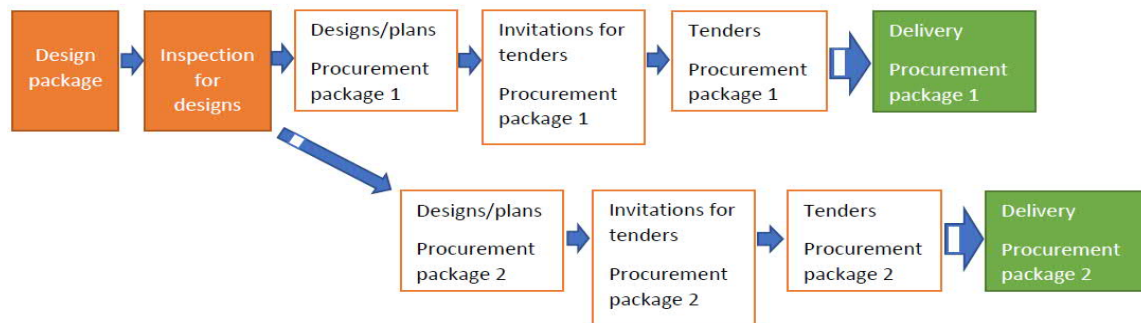 Design
package
Inspection
for
designs
Designs/plans
Procurement
package 1
Invitations for
tenders
Procurement
package 1
Tenders
Procurement
package 1
Delivery
Procurement
package 1
Designs/plans
Procurement
package 2
Invitations for
tenders
Procurement
package 2
Tenders
Procurement
package 2
Delivery
Procurement
package 2